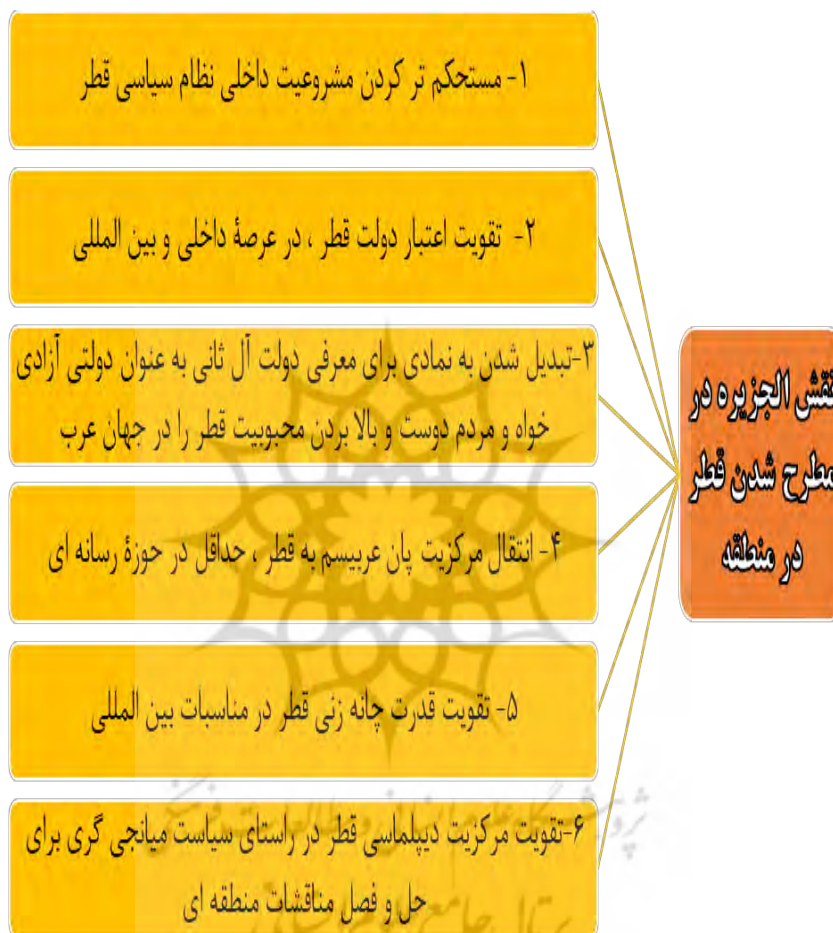 نقش الجزیره در
مطرح شدن قطر
در منطقه
۱- مستحکم تر کردن مشروعیت داخلی نظام سیاسی قطر
۲- تقویت اعتبار دولت قطر ، در عرصهٔ داخلی و بین المللی
۳-تبدیل شدن به نمادی برای معرفی دولت آل ثانی به عنوان دولتی آزادی
خواه و مردم دوست و بالا بردن محبوبیت قطر را در جهان عرب
۴- انتقال مرکزیت پان عربیسم به قطر ، حداقل در حوزهٔ رسانه ای
۵- تقویت قدرت چانه زنی قطر در مناسبات بین المللی
۶-تقویت مرکزیت دیپلماسی قطر در راستای سیاست میانجی گری برای
حل و فصل مناقشات منطقه ای